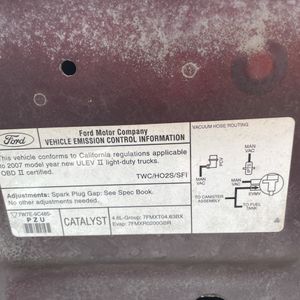 Ford
Ford Motor Company
VEHICLE EMISSION CONTROL INFORMATION
This vehicle conforms to California regulations applicable
to 2007 model year new ULEV II light-duty trucks.
OBD II certified.
TWC/HO2S/SFI
Adjustments: Spark Plug Gap: See Spec Book.
No other adjustments needed.
7W7E-9C485-
PZU
CATALYST
4.6L-Group: 7FMXT04.63BX
Evap: 7FMXR0200GBR
VACUUM HOSE ROUTING
MAN
VAC
MAN
VAC
TO CANISTER
ASSEMBLY
TO FUEL
TANK
EVMV